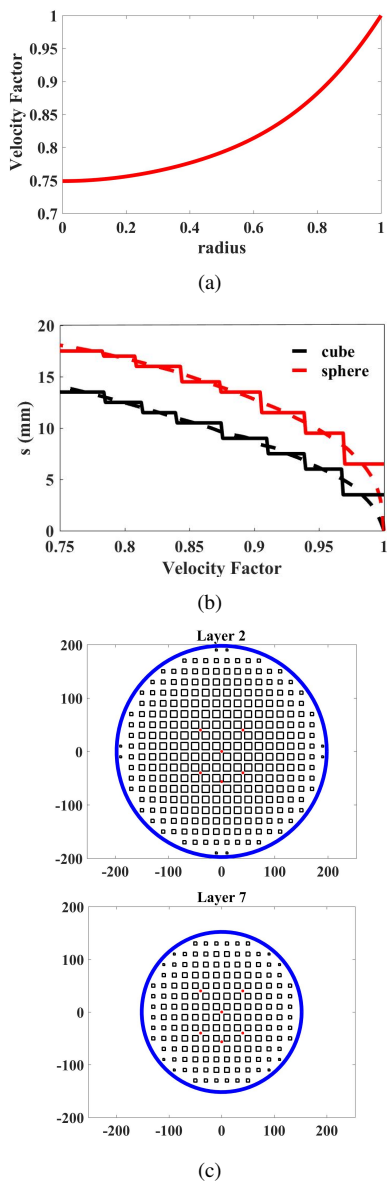 1
0.95
0.9
0.85
0.8
0.75
0.7
Velocity Factor
0 0.2 0.4 0.6 0.8 1
radius
(a)
20
15
10
5
0
s (mm)
cube
sphere
0.75 0.8 0.85 0.9 0.95 1
Velocity Factor
(b)
Layer 2
200
100
0
-100
-200
-200 -100 0 100 200
Layer 7
200
100
0
-100
-200
-200 -100 0 100 200
(c)